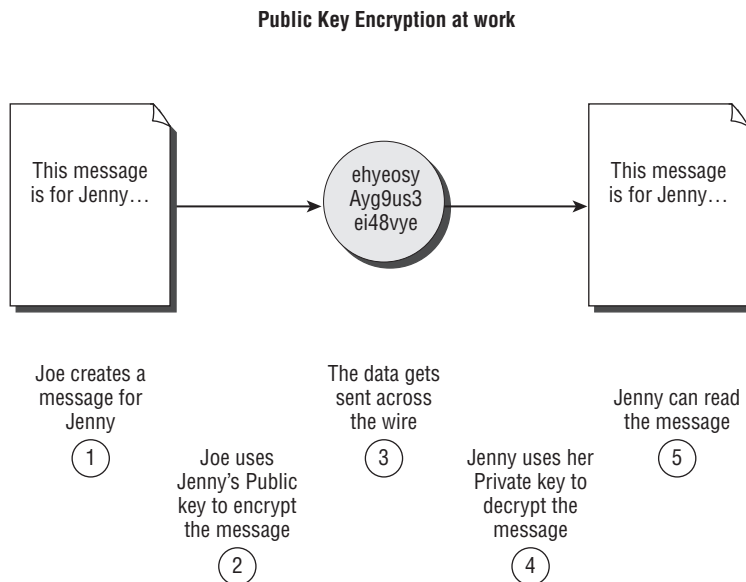 Public Key Encryption at work
This message
is for Jenny…
ehyeosy
Ayg9us3
ei48vye
This message
is for Jenny…
Joe creates a
message for
Jenny
1
Joe uses
Jenny's Public
key to encrypt
the message
2
The data gets
sent across
the wire
3
Jenny uses her
Private key to
decrypt the
message
4
Jenny can read
the message
5